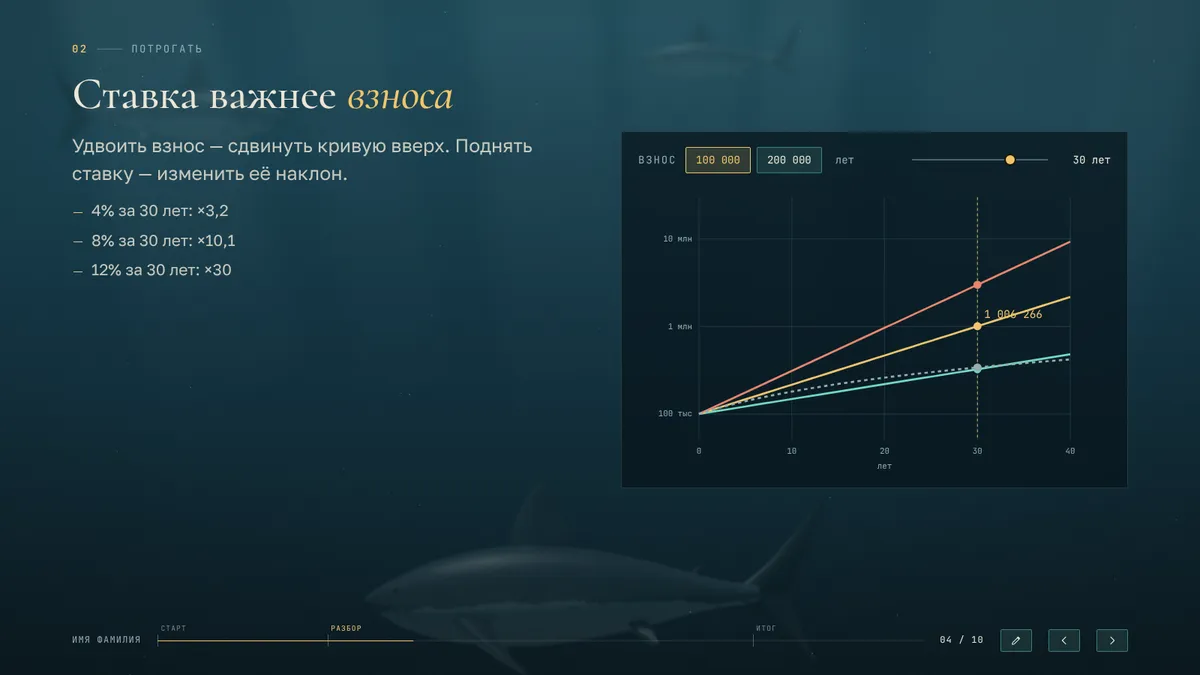 02 — ПОТРОГАТЬ
Ставка важнее взноса
Удвоить взнос — сдвинуть кривую вверх. Поднять
ставку — изменить её наклон.
— 4% за 30 лет: ×3,2
— 8% за 30 лет: ×10,1
— 12% за 30 лет: ×30
ВЗНОС 100 000 200 000 лет 30 лет
10 млн
1 006 266
1 млн
100 тыс
0 10 20 30 40
лет
ИМЯ ФАМИЛИЯ СТАРТ РАЗБОР ИТОГ 04 / 10